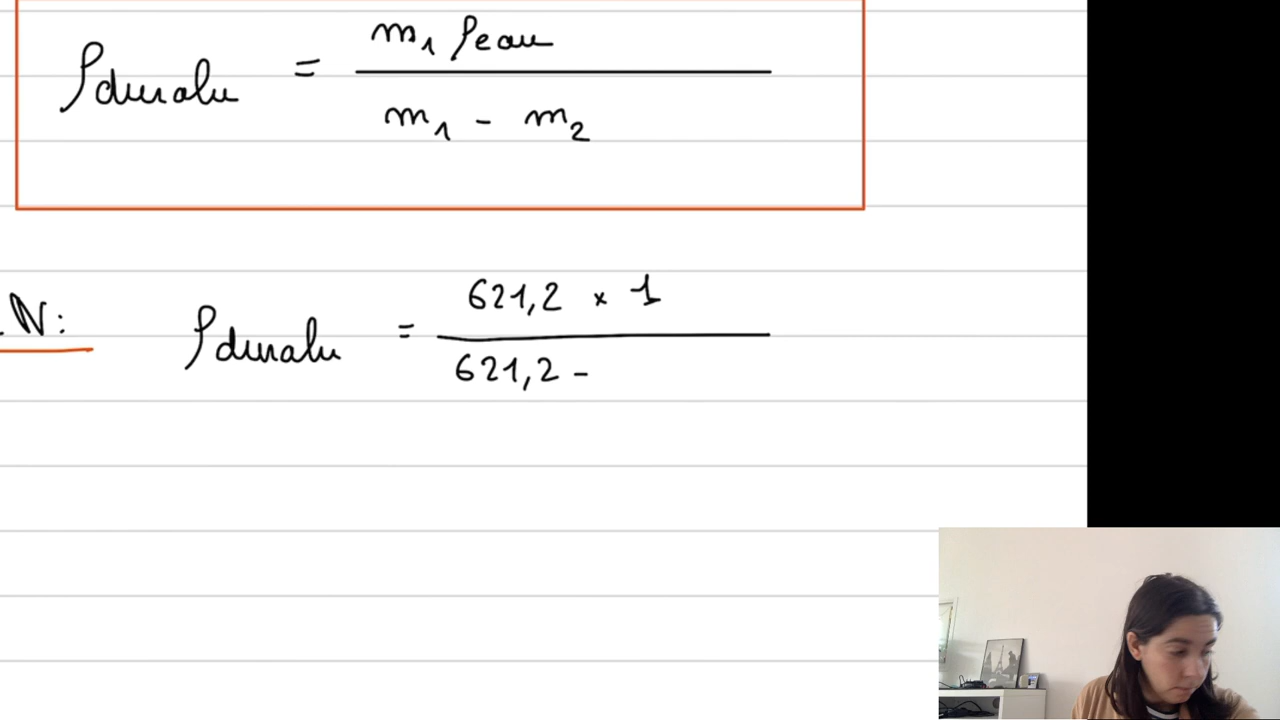 ρduralu = m₁ ρeau
m₁ - m₂
.N: ρduralu = 621,2 × 1
621,2 -